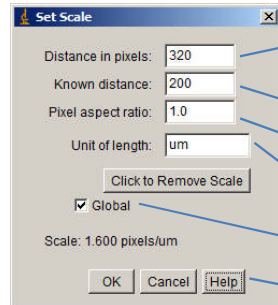 Set Scale
Distance in pixels: 320
Known distance: 200
Pixel aspect ratio: 1.0
Unit of length: um
Click to Remove Scale
Global
Scale: 1.600 pixels/um
OK Cancel Help